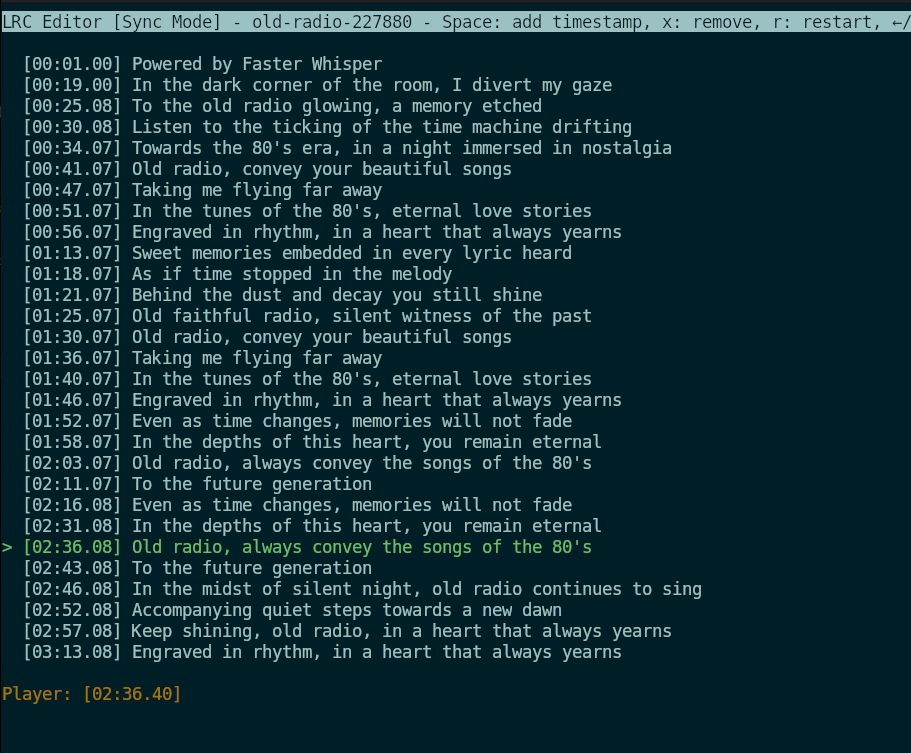 LRC Editor [Sync Mode] - old-radio-227880 - Space: add timestamp, x: remove, r: restart, ←/
[00:01.00] Powered by Faster Whisper
[00:19.00] In the dark corner of the room, I divert my gaze
[00:25.08] To the old radio glowing, a memory etched
[00:30.08] Listen to the ticking of the time machine drifting
[00:34.07] Towards the 80's era, in a night immersed in nostalgia
[00:41.07] Old radio, convey your beautiful songs
[00:47.07] Taking me flying far away
[00:51.07] In the tunes of the 80's, eternal love stories
[00:56.07] Engraved in rhythm, in a heart that always yearns
[01:13.07] Sweet memories embedded in every lyric heard
[01:18.07] As if time stopped in the melody
[01:21.07] Behind the dust and decay you still shine
[01:25.07] Old faithful radio, silent witness of the past
[01:30.07] Old radio, convey your beautiful songs
[01:36.07] Taking me flying far away
[01:40.07] In the tunes of the 80's, eternal love stories
[01:46.07] Engraved in rhythm, in a heart that always yearns
[01:52.07] Even as time changes, memories will not fade
[01:58.07] In the depths of this heart, you remain eternal
[02:03.07] Old radio, always convey the songs of the 80's
[02:11.07] To the future generation
[02:16.08] Even as time changes, memories will not fade
[02:31.08] In the depths of this heart, you remain eternal
> [02:36.08] Old radio, always convey the songs of the 80's
[02:43.08] To the future generation
[02:46.08] In the midst of silent night, old radio continues to sing
[02:52.08] Accompanying quiet steps towards a new dawn
[02:57.08] Keep shining, old radio, in a heart that always yearns
[03:13.08] Engraved in rhythm, in a heart that always yearns
Player: [02:36.40]